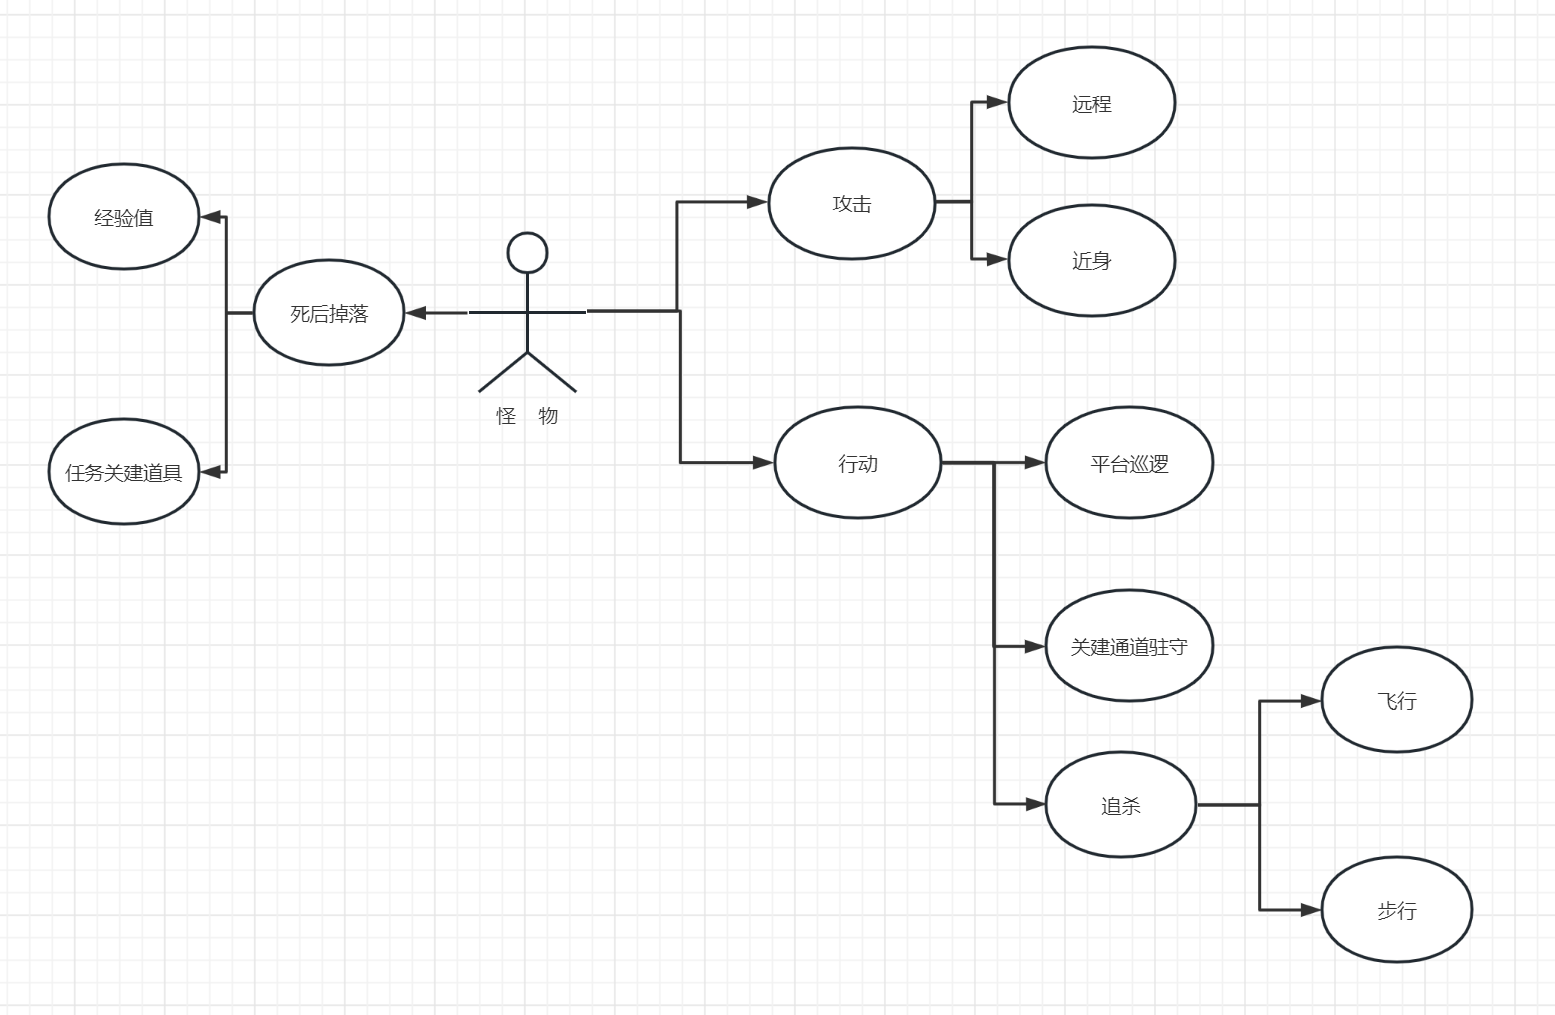 远程
攻击
经验值
近身
死后掉落
怪 物
行动
平台巡逻
任务关建道具
关建通道驻守
飞行
追杀
步行